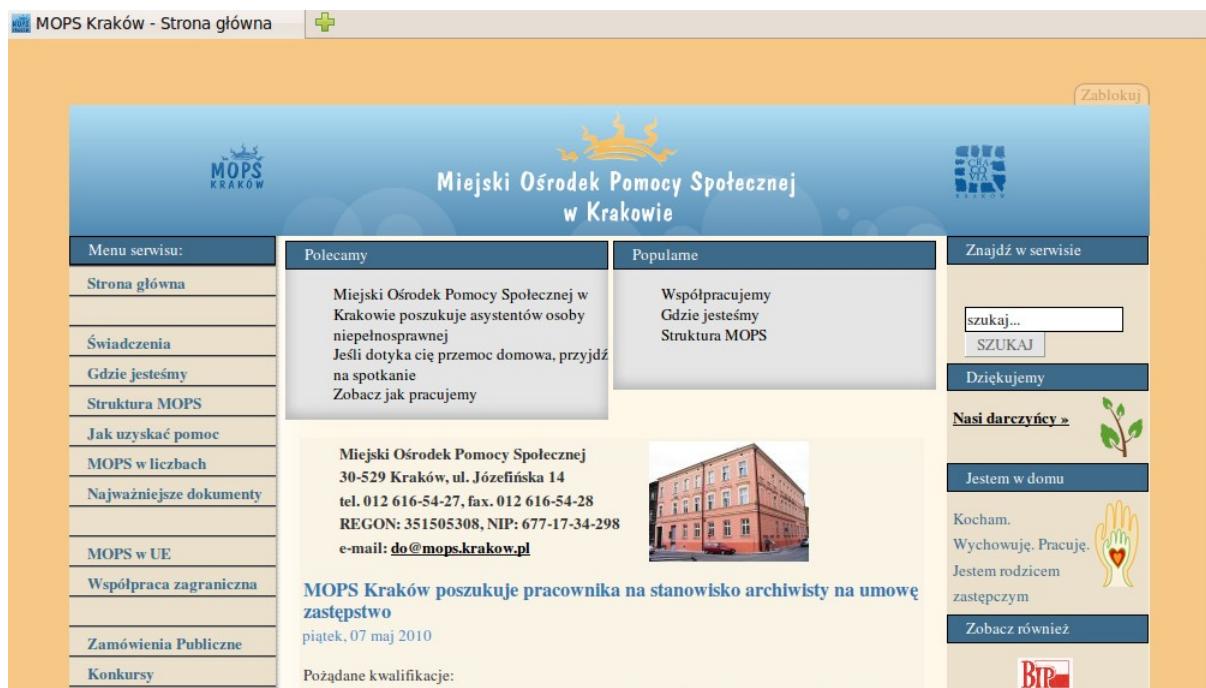 MOPS Kraków - Strona główna
Zablokuj
MOPS
KRAKÓW
Miejski Ośrodek Pomocy Społecznej
w Krakowie
CRA
CO
VIA
KRAKÓW
Menu serwisu:
Strona główna
Świadczenia
Gdzie jesteśmy
Struktura MOPS
Jak uzyskać pomoc
MOPS w liczbach
Najważniejsze dokumenty
MOPS w UE
Współpraca zagraniczna
Zamówienia Publiczne
Konkursy
Polecamy
Miejski Ośrodek Pomocy Społecznej w
Krakowie poszukuje asystentów osoby
niepełnosprawnej
Jeśli dotyka cię przemoc domowa, przyjdź
na spotkanie
Zobacz jak pracujemy
Popularne
Współpracujemy
Gdzie jesteśmy
Struktura MOPS
Miejski Ośrodek Pomocy Społecznej
30-529 Kraków, ul. Józefińska 14
tel. 012 616-54-27, fax. 012 616-54-28
REGON: 351505308, NIP: 677-17-34-298
e-mail: do@mops.krakow.pl
MOPS Kraków poszukuje pracownika na stanowisko archiwisty na umowę
zastępstwo
piątek, 07 maj 2010
Pożądane kwalifikacje:
Znajdź w serwisie
szukaj...
SZUKAJ
Dziękujemy
Nasi darczyńcy »
Jestem w domu
Kocham.
Wychowuję. Pracuję.
Jestem rodzicem
zastępczym
Zobacz również
BIP